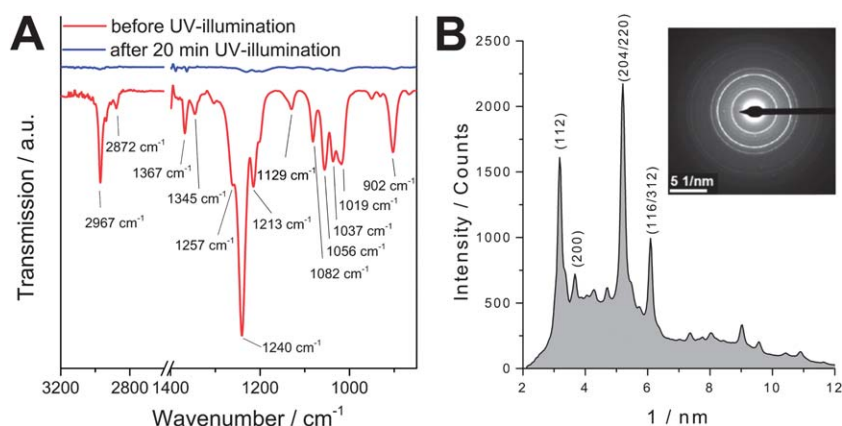 A
before UV-illumination
after 20 min UV-illumination
Transmission / a.u.
2872 cm⁻¹
2967 cm⁻¹
1367 cm⁻¹
1345 cm⁻¹
1257 cm⁻¹
1240 cm⁻¹
1213 cm⁻¹
1129 cm⁻¹
1082 cm⁻¹
1056 cm⁻¹
1037 cm⁻¹
1019 cm⁻¹
902 cm⁻¹
3200 2800 1400 1200 1000
Wavenumber / cm⁻¹
B
Intensity / Counts
2500
2000
1500
1000
500
0
(112)
(200)
(204/220)
(116/312)
5 1/nm
2 4 6 8 10 12
1 / nm